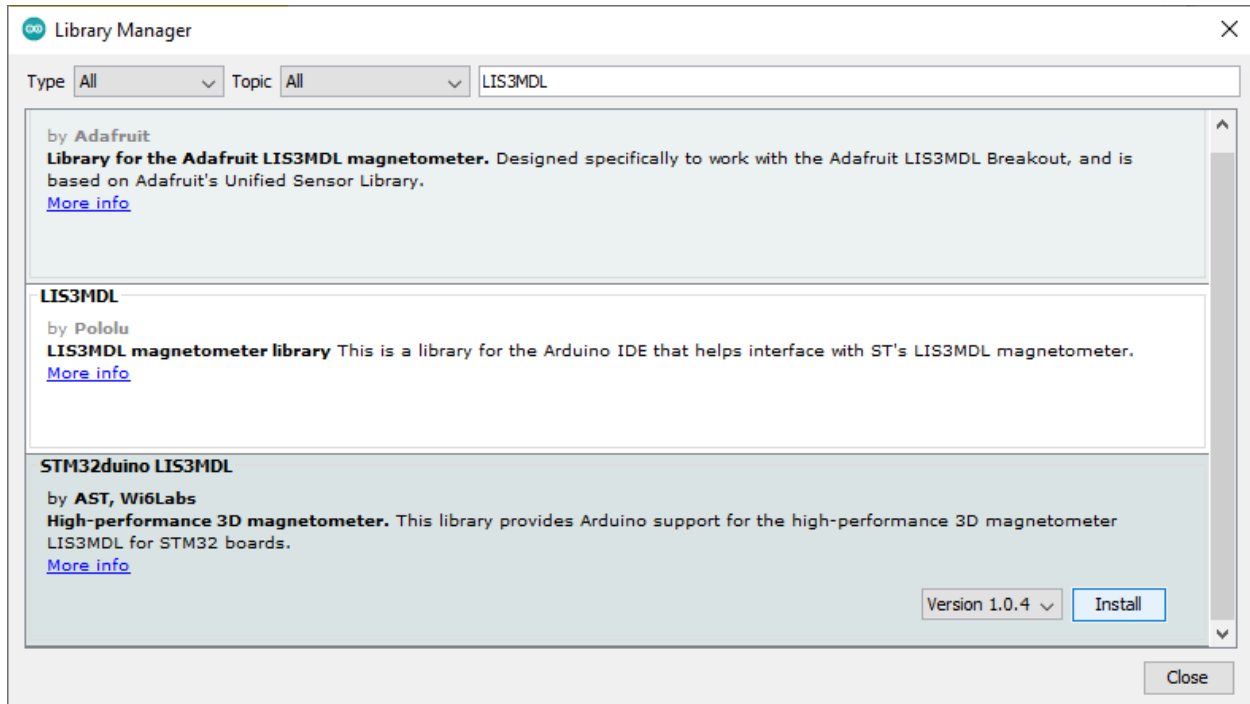 Library Manager
Type All Topic All LIS3MDL
by Adafruit
Library for the Adafruit LIS3MDL magnetometer. Designed specifically to work with the Adafruit LIS3MDL Breakout, and is
based on Adafruit's Unified Sensor Library.
More info
LIS3MDL
by Pololu
LIS3MDL magnetometer library This is a library for the Arduino IDE that helps interface with ST's LIS3MDL magnetometer.
More info
STM32duino LIS3MDL
by AST, Wi6Labs
High-performance 3D magnetometer. This library provides Arduino support for the high-performance 3D magnetometer
LIS3MDL for STM32 boards.
More info
Version 1.0.4 Install
Close